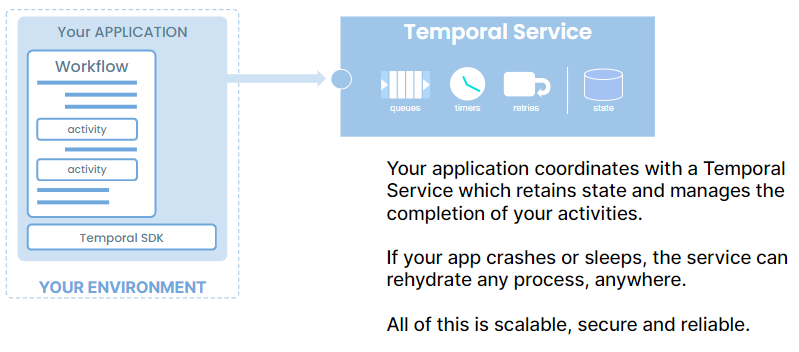 Your APPLICATION
Workflow
activity
activity
Temporal SDK
YOUR ENVIRONMENT
Temporal Service
queues
timers
retries
state
Your application coordinates with a Temporal
Service which retains state and manages the
completion of your activities.
If your app crashes or sleeps, the service can
rehydrate any process, anywhere.
All of this is scalable, secure and reliable.